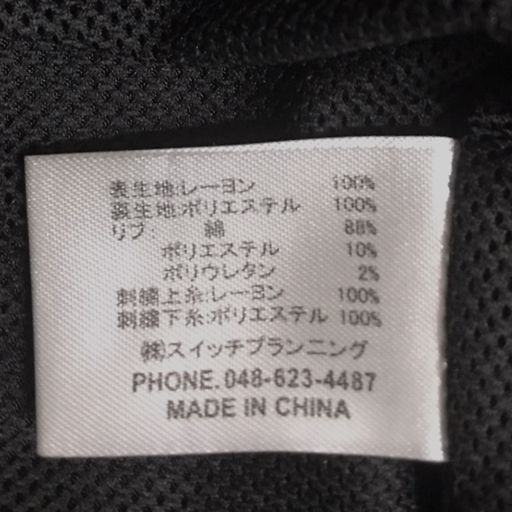 表生地:レーヨン 100%
裏生地:ポリエステル 100%
リブ: 綿 88%
ポリエステル 10%
ポリウレタン 2%
刺繍上糸:レーヨン 100%
刺繍下糸:ポリエステル 100%
㈱スイッチプランニング
PHONE.048-623-4487
MADE IN CHINA